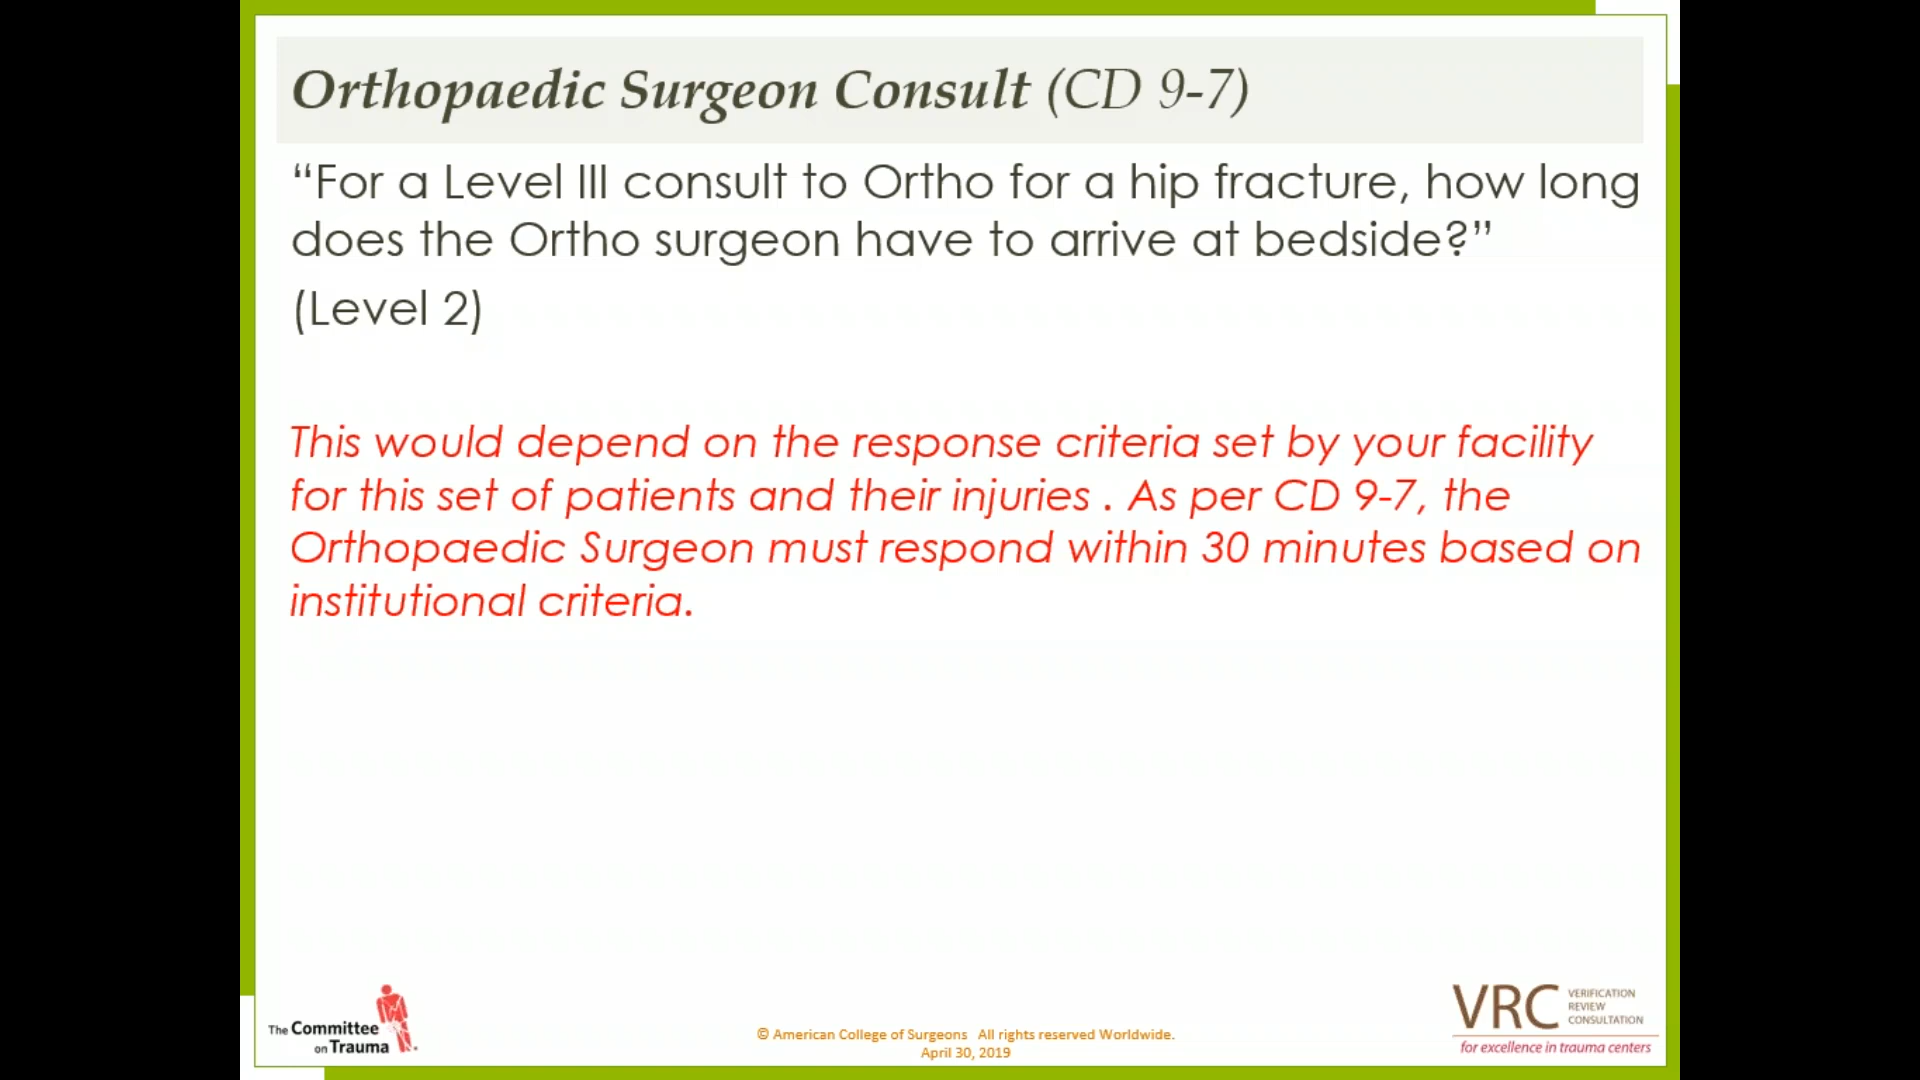 Orthopaedic Surgeon Consult (CD 9-7)
“For a Level III consult to Ortho for a hip fracture, how long
does the Ortho surgeon have to arrive at bedside?”
(Level 2)
This would depend on the response criteria set by your facility
for this set of patients and their injuries . As per CD 9-7, the
Orthopaedic Surgeon must respond within 30 minutes based on
institutional criteria.
The Committee
on Trauma
© American College of Surgeons All rights reserved Worldwide.
April 30, 2019
VRC
VERIFICATION
REVIEW
CONSULTATION
for excellence in trauma centers